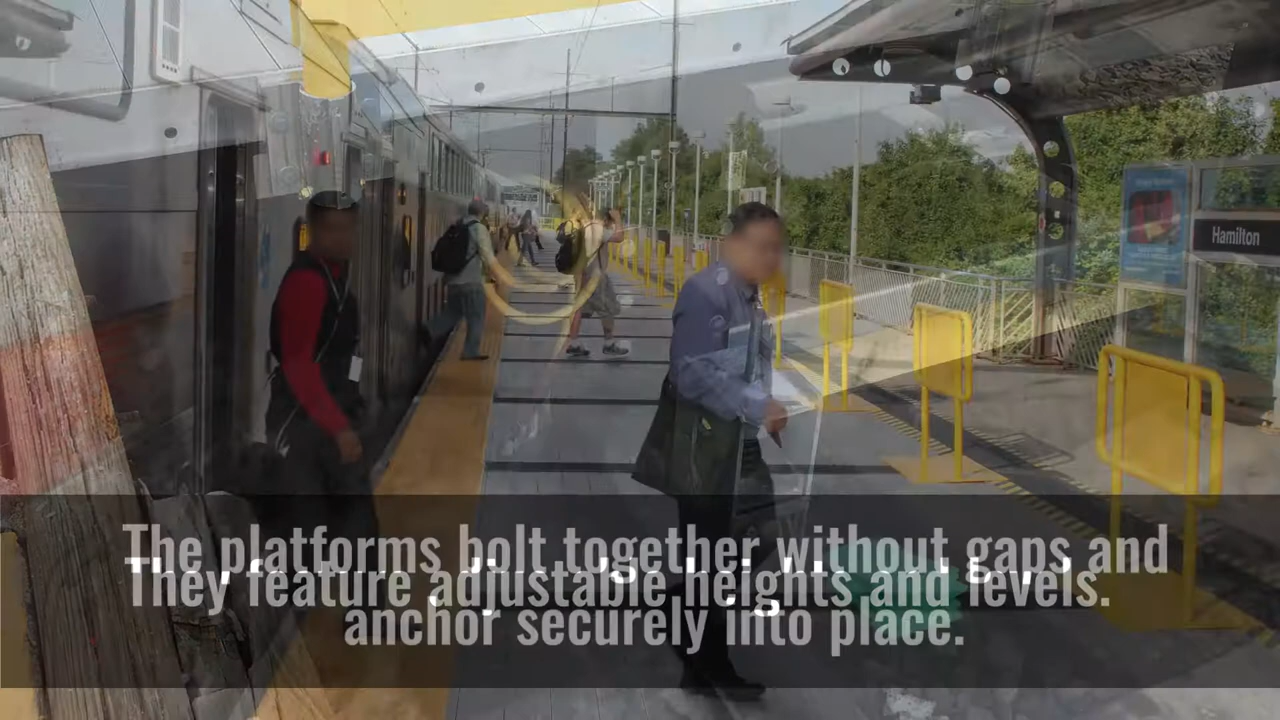 Hamilton
The platforms bolt together without gaps and
They feature adjustable heights and levels.
anchor securely into place.